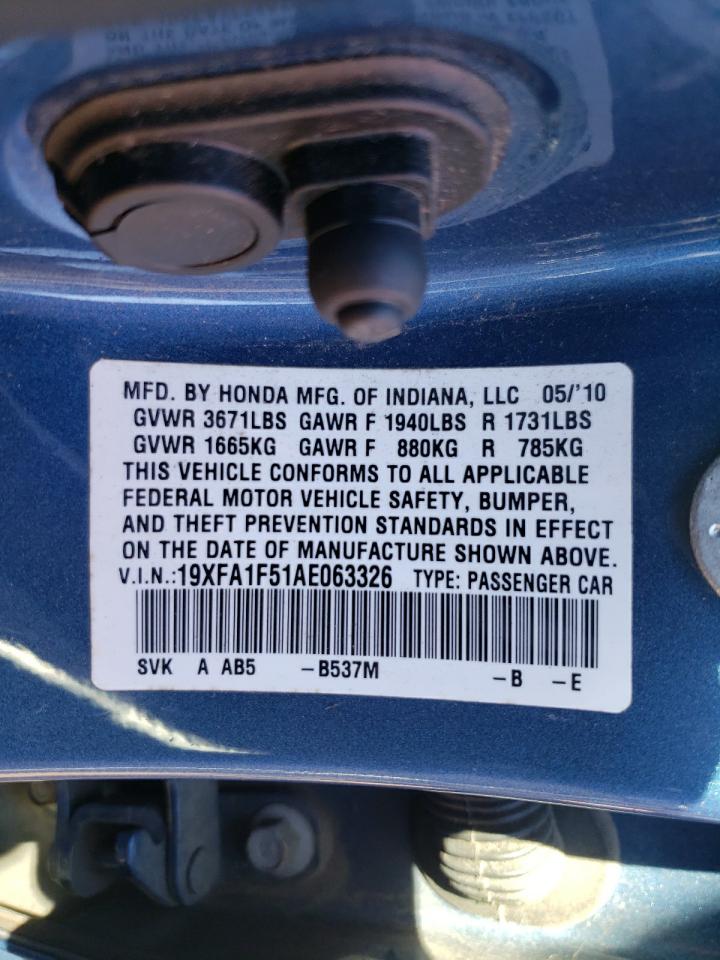 MFD. BY HONDA MFG. OF INDIANA, LLC 05/'10
GVWR 3671LBS GAWR F 1940LBS R 1731LBS
GVWR 1665KG GAWR F 880KG R 785KG
THIS VEHICLE CONFORMS TO ALL APPLICABLE
FEDERAL MOTOR VEHICLE SAFETY, BUMPER,
AND THEFT PREVENTION STANDARDS IN EFFECT
ON THE DATE OF MANUFACTURE SHOWN ABOVE.
V.I.N.:19XFA1F51AE063326 TYPE: PASSENGER CAR
SVK A AB5 -B537M -B -E